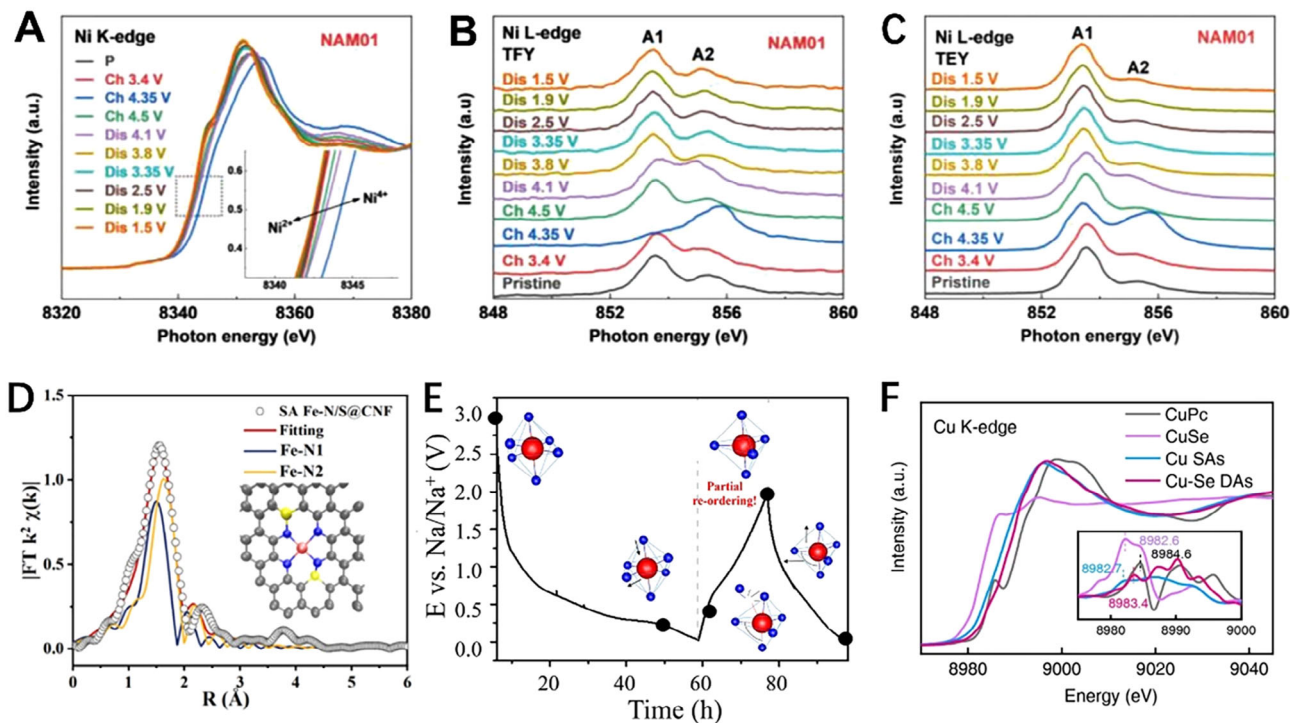 A
Ni K-edge
NAM01
P
Ch 3.4 V
Ch 4.35 V
Ch 4.5 V
Dis 4.1 V
Dis 3.8 V
Dis 3.35 V
Dis 2.5 V
Dis 1.9 V
Dis 1.5 V
0.6
0.5
0.4
Ni²⁺
Ni⁴⁺
8340
8345
Intensity (a.u)
8320
8340
8360
8380
Photon energy (eV)
B
Ni L-edge
TFY
A1
A2
NAM01
Dis 1.5 V
Dis 1.9 V
Dis 2.5 V
Dis 3.35 V
Dis 3.8 V
Dis 4.1 V
Ch 4.5 V
Ch 4.35 V
Ch 3.4 V
Pristine
Intensity (a.u)
848
852
856
860
Photon energy (eV)
C
Ni L-edge
TEY
A1
A2
NAM01
Dis 1.5 V
Dis 1.9 V
Dis 2.5 V
Dis 3.35 V
Dis 3.8 V
Dis 4.1 V
Ch 4.5 V
Ch 4.35 V
Ch 3.4 V
Pristine
Intensity (a.u)
848
852
856
860
Photon energy (eV)
D
SA Fe-N/S@CNF
Fitting
Fe-N1
Fe-N2
|FT k² χ(k)|
1.5
1.0
0.5
0.0
0
1
2
3
4
5
6
R (Å)
E
E vs. Na/Na⁺ (V)
3.0
2.5
2.0
1.5
1.0
0.5
0.0
Partial
re-ordering!
20
40
60
80
Time (h)
F
Cu K-edge
CuPc
CuSe
Cu SAs
Cu-Se DAs
8982.6
8982.7
8984.6
8983.4
8980
8990
9000
Intensity (a.u.)
8980
9000
9020
9045
Energy (eV)